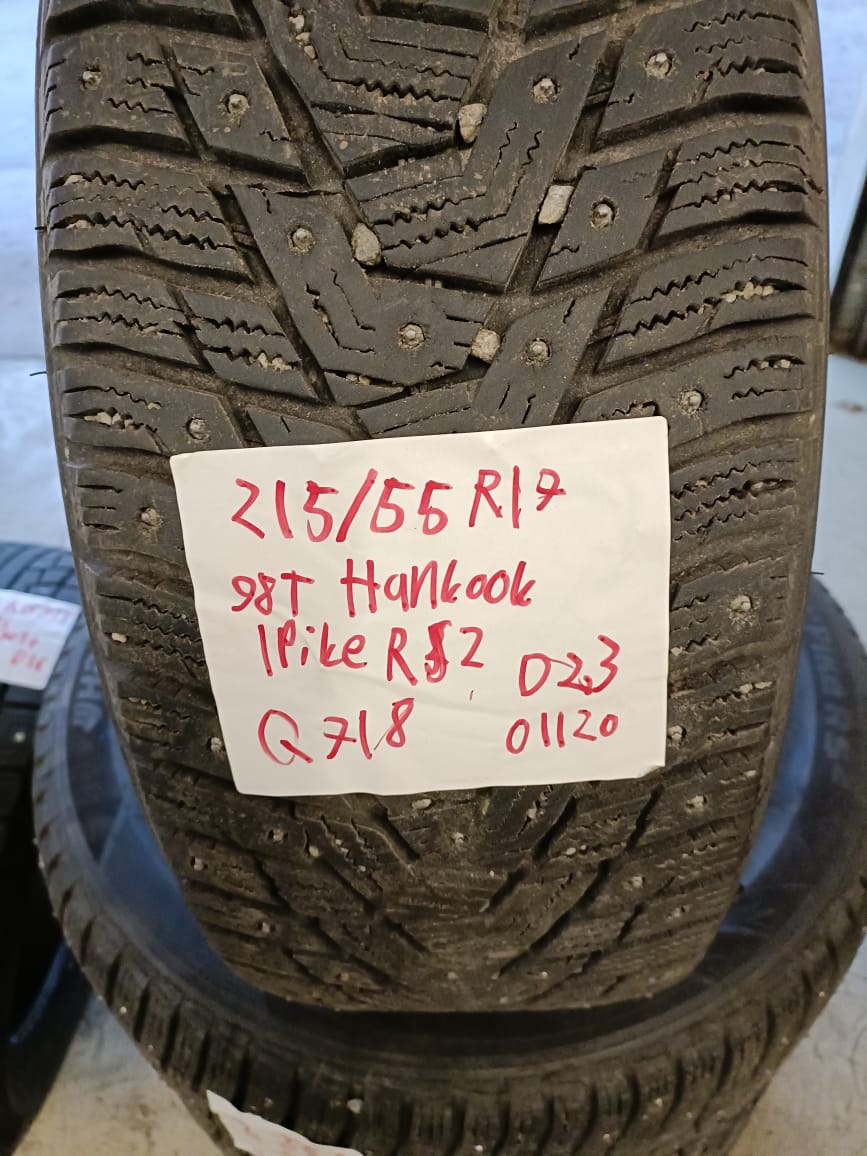 215/55 R17
98T Hankook
IPike RS2 D23
Q718 01120